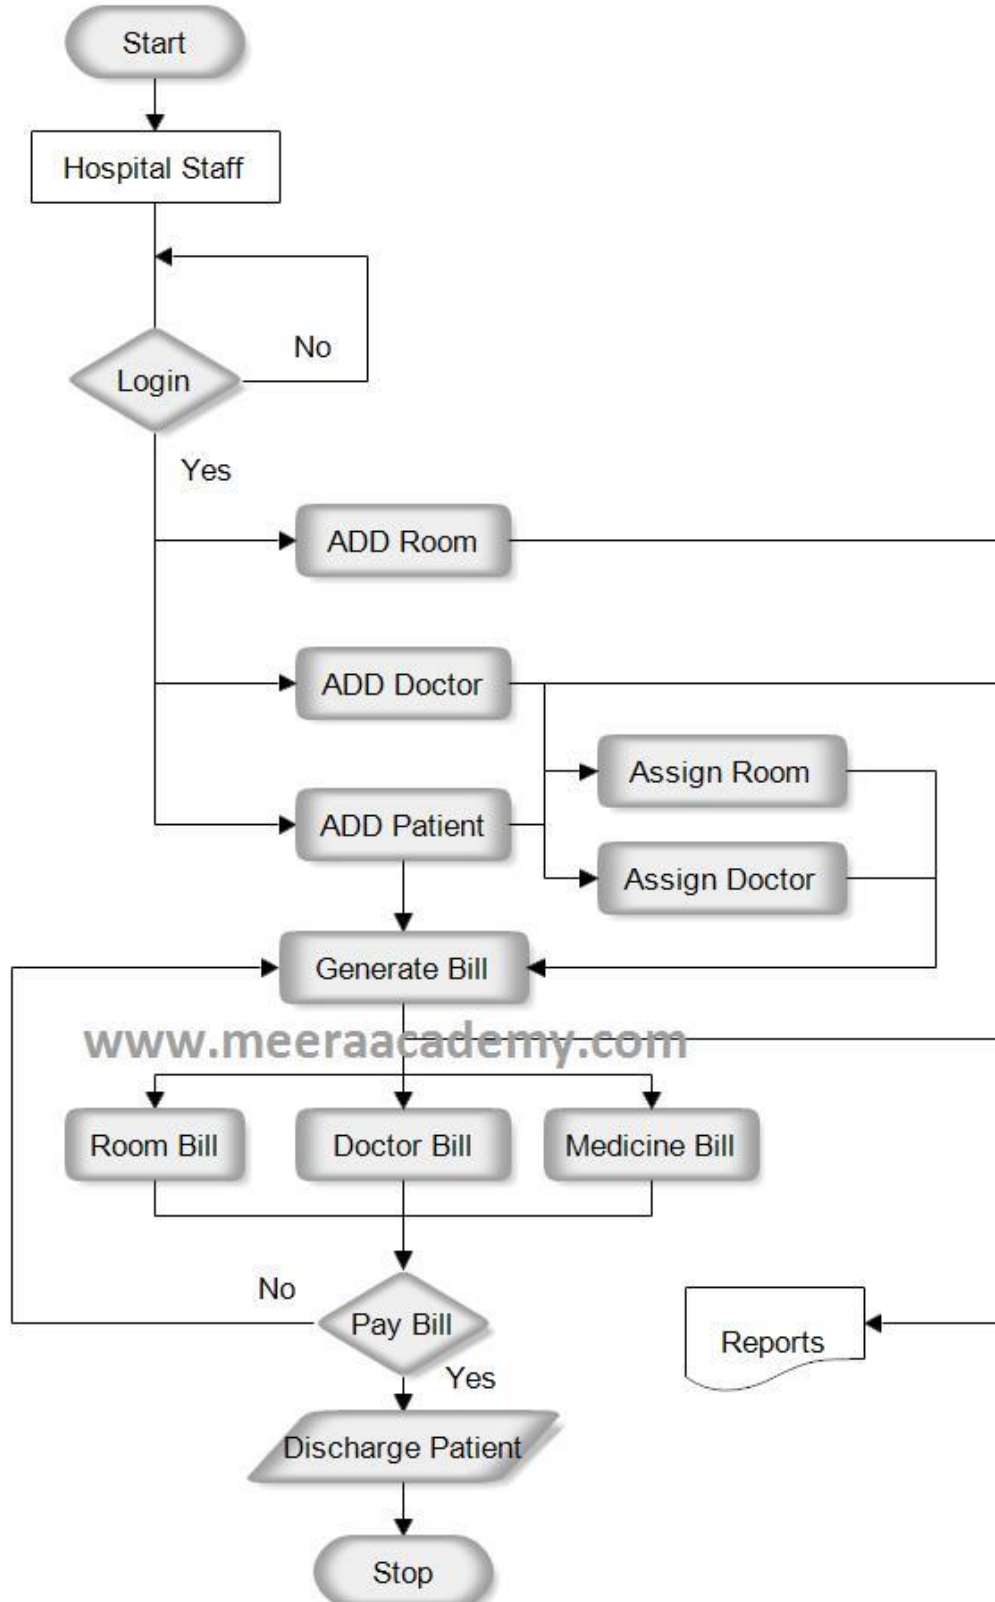 Start
Hospital Staff
No
Login
Yes
ADD Room
ADD Doctor
Assign Room
ADD Patient
Assign Doctor
Generate Bill
www.meeraacademy.com
Room Bill
Doctor Bill
Medicine Bill
No
Pay Bill
Reports
Yes
Discharge Patient
Stop